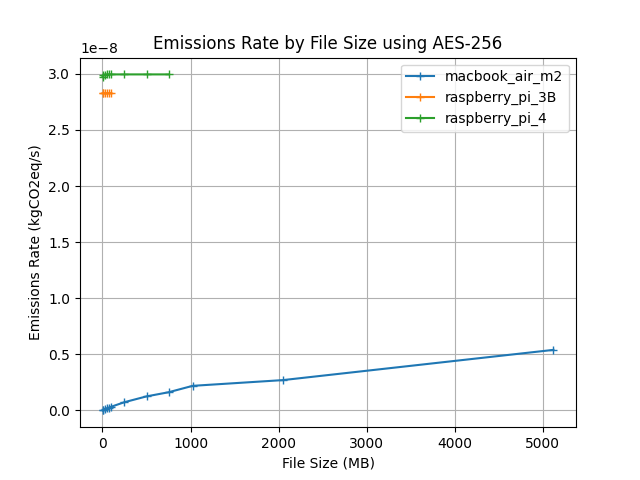 Emissions Rate by File Size using AES-256
1e−8
3.0
2.5
2.0
1.5
1.0
0.5
0.0
Emissions Rate (kgCO2eq/s)
macbook_air_m2
raspberry_pi_3B
raspberry_pi_4
0 1000 2000 3000 4000 5000
File Size (MB)